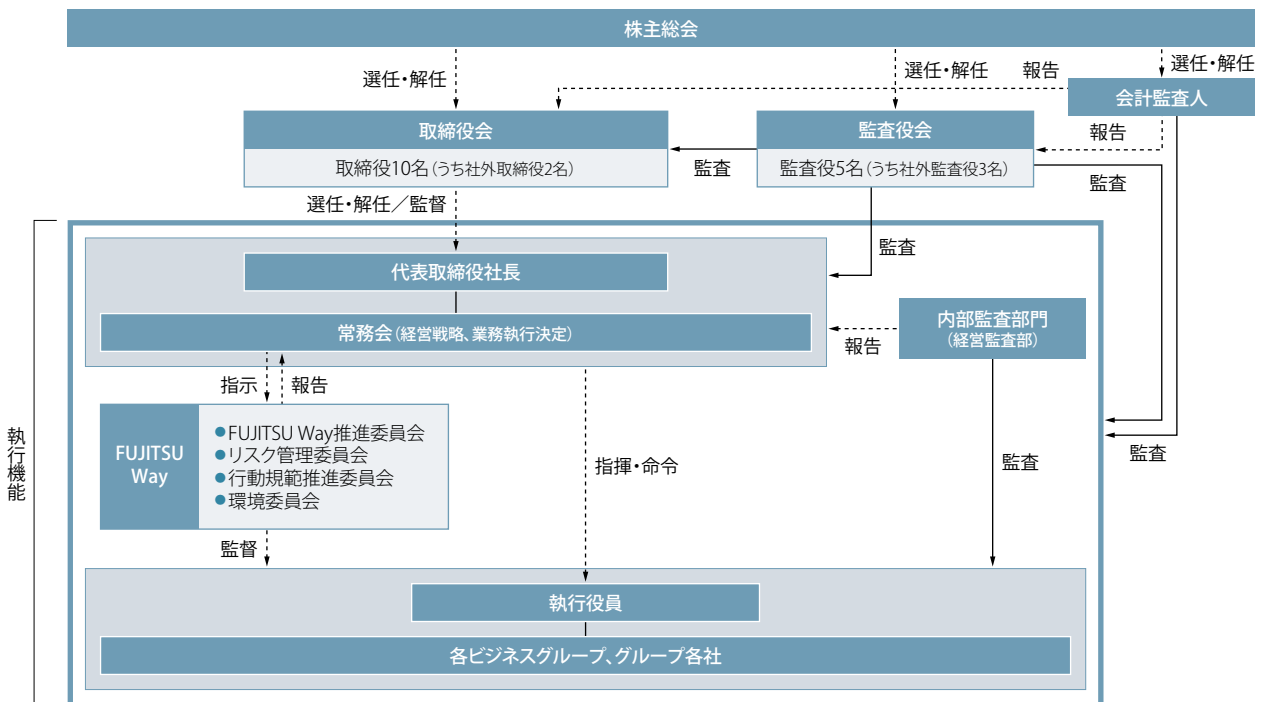 株主総会
選任・解任
選任・解任
報告
選任・解任
会計監査人
報告
取締役会
取締役10名(うち社外取締役2名)
監査
監査役会
監査役5名(うち社外監査役3名)
監査
選任・解任／監督
監査
執行機能
代表取締役社長
常務会(経営戦略、業務執行決定)
報告
内部監査部門
(経営監査部)
指示
報告
FUJITSU
Way
●FUJITSU Way推進委員会
●リスク管理委員会
●行動規範推進委員会
●環境委員会
指揮・命令
監査
監査
監督
執行役員
各ビジネスグループ、グループ各社